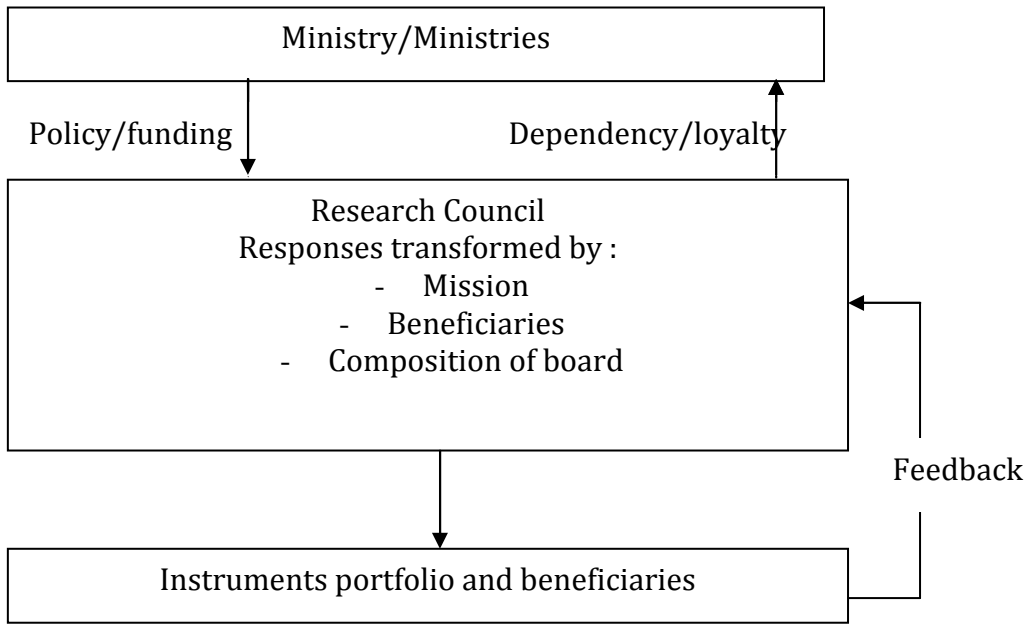 Ministry/Ministries
Policy/funding
Dependency/loyalty
Research Council
Responses transformed by :
- Mission
- Beneficiaries
- Composition of board
Feedback
Instruments portfolio and beneficiaries